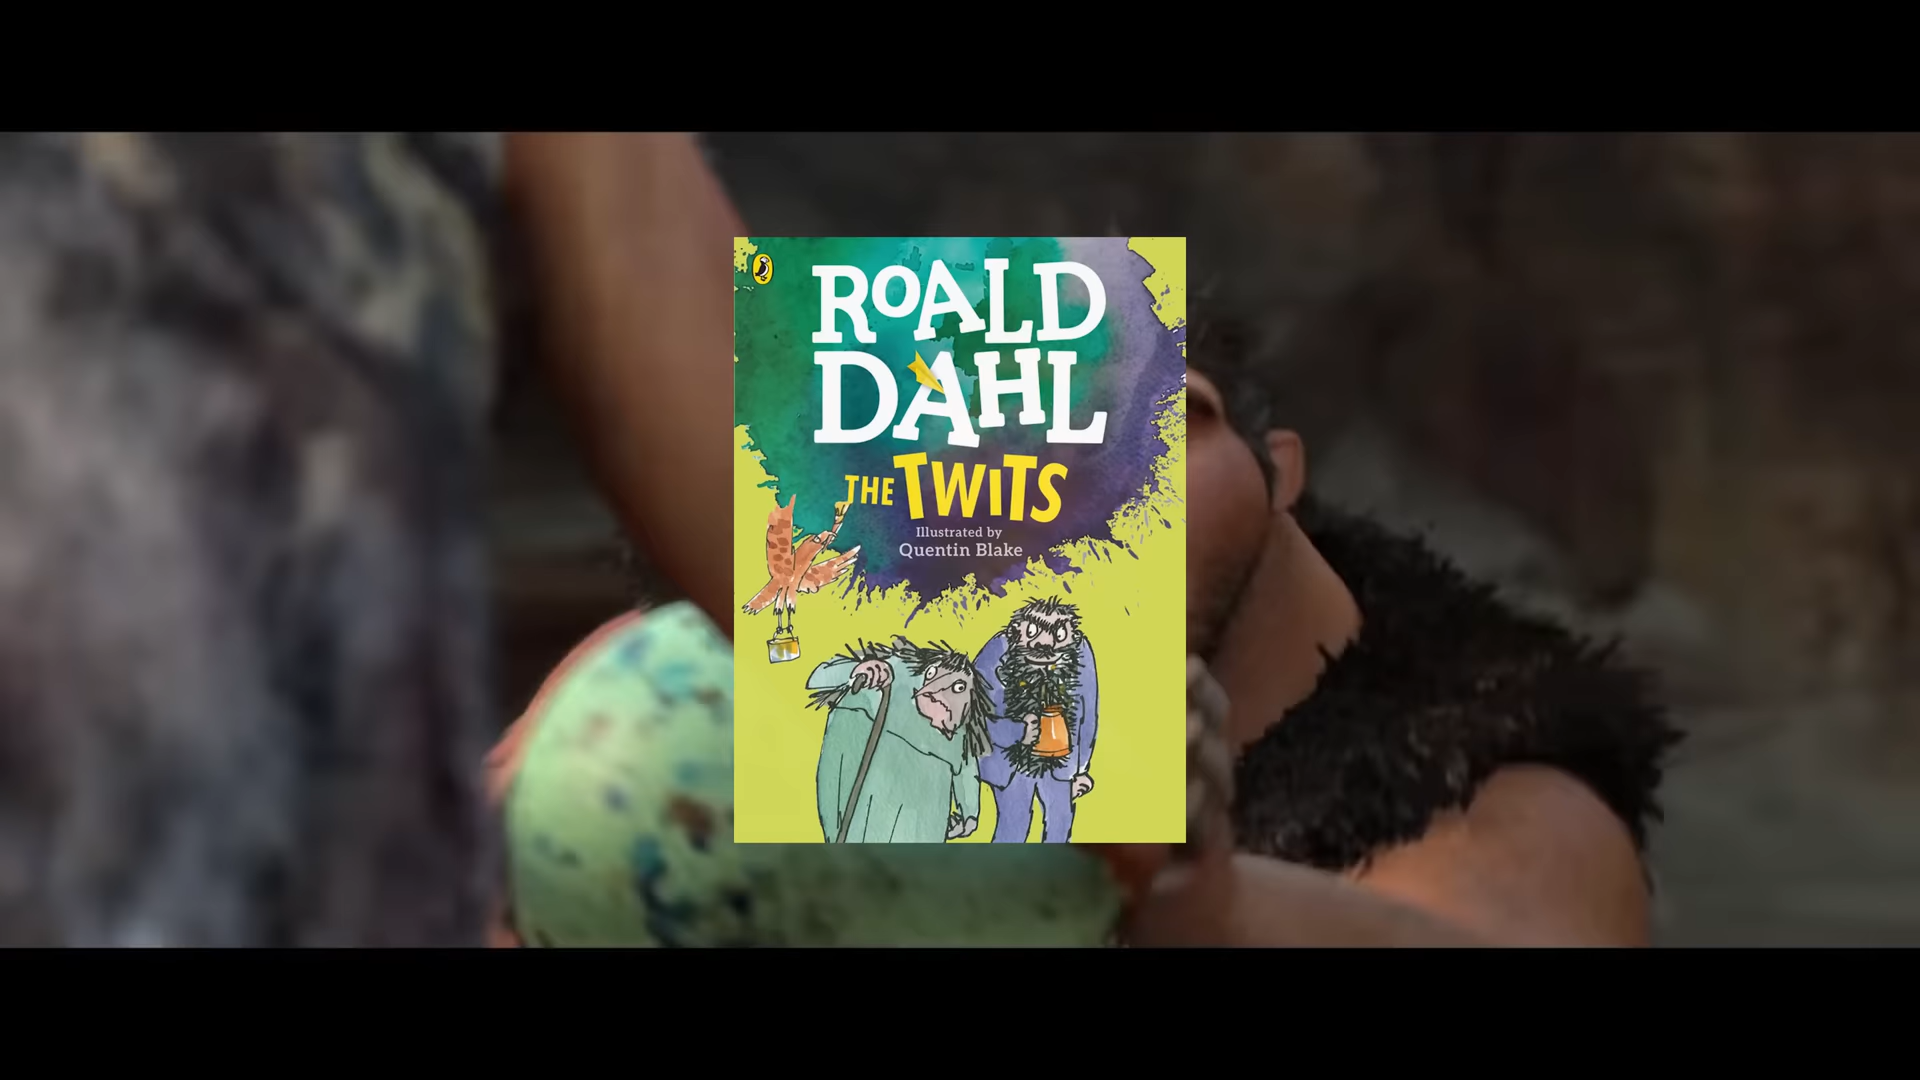 ROALD
DAHL
THE TWITS
Illustrated by
Quentin Blake